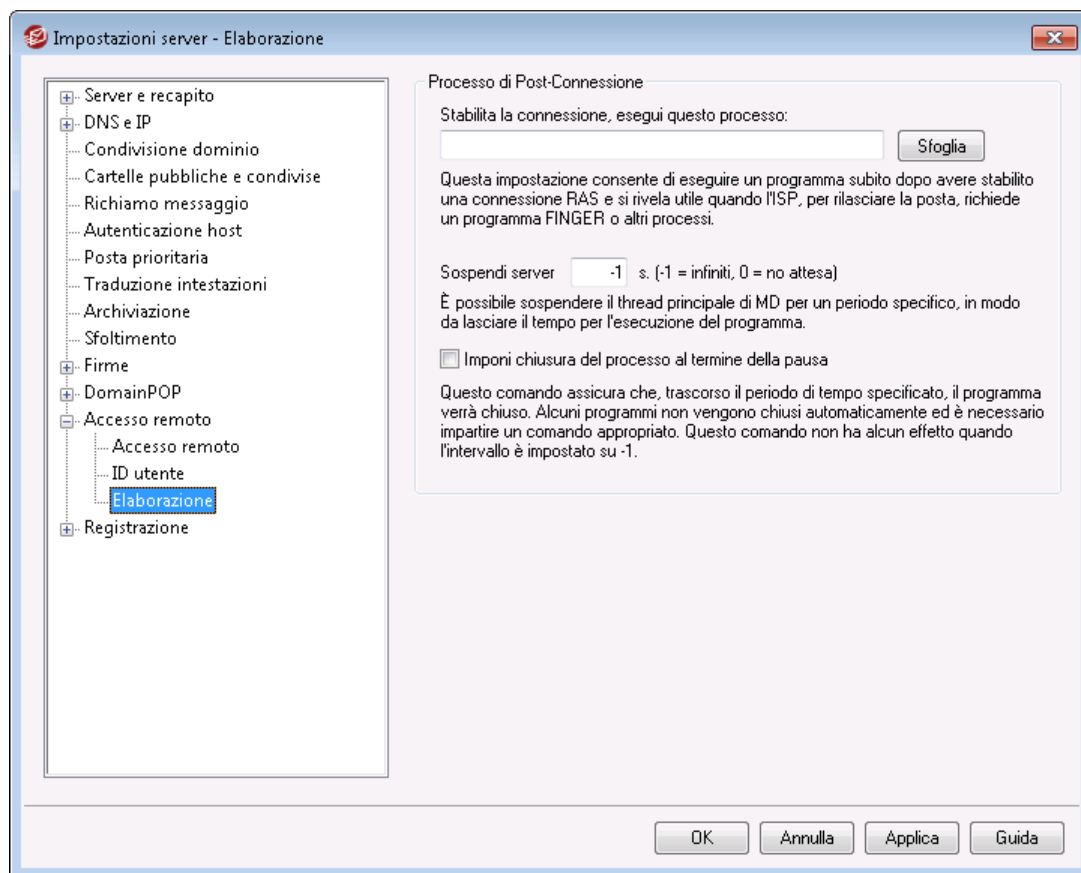 Impostazioni server - Elaborazione
Server e recapito
DNS e IP
Condivisione dominio
Cartelle pubbliche e condivise
Richiamo messaggio
Autenticazione host
Posta prioritaria
Traduzione intestazioni
Archiviazione
Sfoltimento
Firme
DomainPOP
Accesso remoto
Accesso remoto
ID utente
Elaborazione
Registrazione
Processo di Post-Connessione
Stabilita la connessione, esegui questo processo:
Sfoglia
Questa impostazione consente di eseguire un programma subito dopo avere stabilito
una connessione RAS e si rivela utile quando l'ISP, per rilasciare la posta, richiede
un programma FINGER o altri processi.
Sospendi server -1 s. (-1 = infiniti, 0 = no attesa)
È possibile sospendere il thread principale di MD per un periodo specifico, in modo
da lasciare il tempo per l'esecuzione del programma.
Imponi chiusura del processo al termine della pausa
Questo comando assicura che, trascorso il periodo di tempo specificato, il programma
verrà chiuso. Alcuni programmi non vengono chiusi automaticamente ed è necessario
impartire un comando appropriato. Questo comando non ha alcun effetto quando
l'intervallo è impostato su -1.
OK Annulla Applica Guida